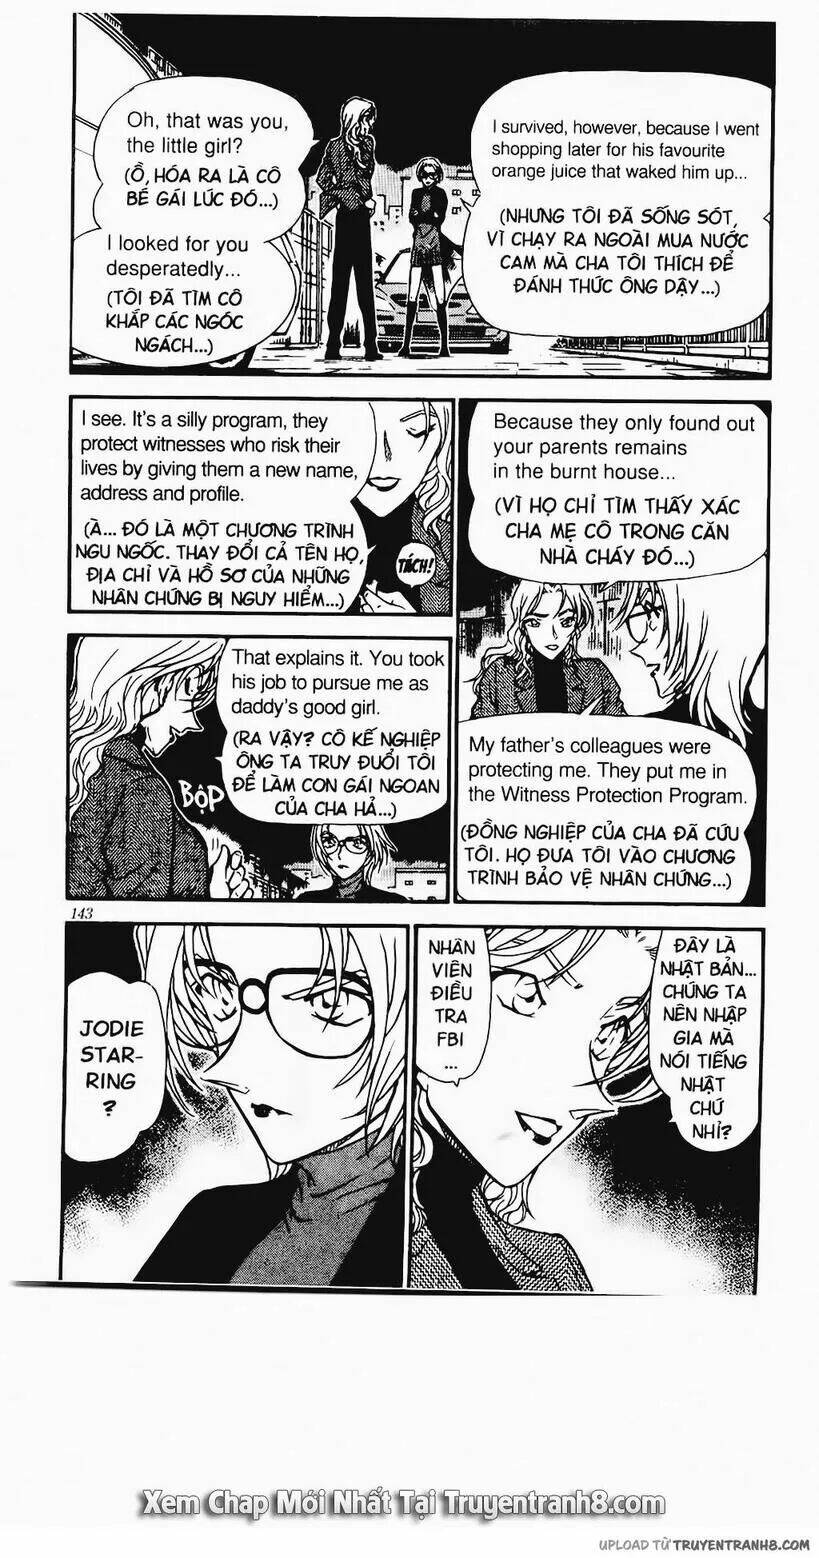 I survived, however, because I went
shopping later for his favourite
orange juice that waked him up...
(NHƯNG TÔI ĐÃ SỐNG SÓT,
VÌ CHẠY RA NGOÀI MUA NƯỚC
CAM MÀ CHA TÔI THÍCH ĐỂ
ĐÁNH THỨC ÔNG DẬY...)
Oh, that was you,
the little girl?
(Ồ, HÓA RA LÀ CÔ
BÉ GÁI LÚC ĐÓ...)
I looked for you
desperatedly...
(TÔI ĐÃ TÌM CÔ
KHẮP CÁC NGÓC
NGÁCH...)
Because they only found out
your parents remains
in the burnt house...
(VÌ HỌ CHỈ TÌM THẤY XÁC
CHA MẸ CÔ TRONG CĂN
NHÀ CHÁY ĐÓ...)
My father's colleagues were
protecting me. They put me in
the Witness Protection Program.
(ĐỒNG NGHIỆP CỦA CHA ĐÃ CỨU
TÔI. HỌ ĐƯA TÔI VÀO CHƯƠNG
TRÌNH BẢO VỆ NHÂN CHỨNG...)
I see. It's a silly program, they
protect witnesses who risk their
lives by giving them a new name,
address and profile.
(À... ĐÓ LÀ MỘT CHƯƠNG TRÌNH
NGU NGỐC. THAY ĐỔI CẢ TÊN HỌ,
ĐỊA CHỈ VÀ HỒ SƠ CỦA NHỮNG
NHÂN CHỨNG BỊ NGUY HIỂM...)
TÁCH!
That explains it. You took
his job to pursue me as
daddy's good girl.
(RA VẬY? CÔ KẾ NGHIỆP
ÔNG TA TRUY ĐUỔI TÔI
ĐỂ LÀM CON GÁI NGOAN
CỦA CHA HẢ...)
BỘP
143
ĐÂY LÀ
NHẬT BẢN...
CHÚNG TA
NÊN NHẬP
GIA MÀ
NÓI TIẾNG
NHẬT
CHỨ
NHỈ?
NHÂN
VIÊN
ĐIỀU
TRA
FBI
...
JODIE
STAR-
RING
?
Xem Chap Mới Nhất Tại Truyentranh8.com
UPLOAD TỪ TRUYENTRANH8.COM